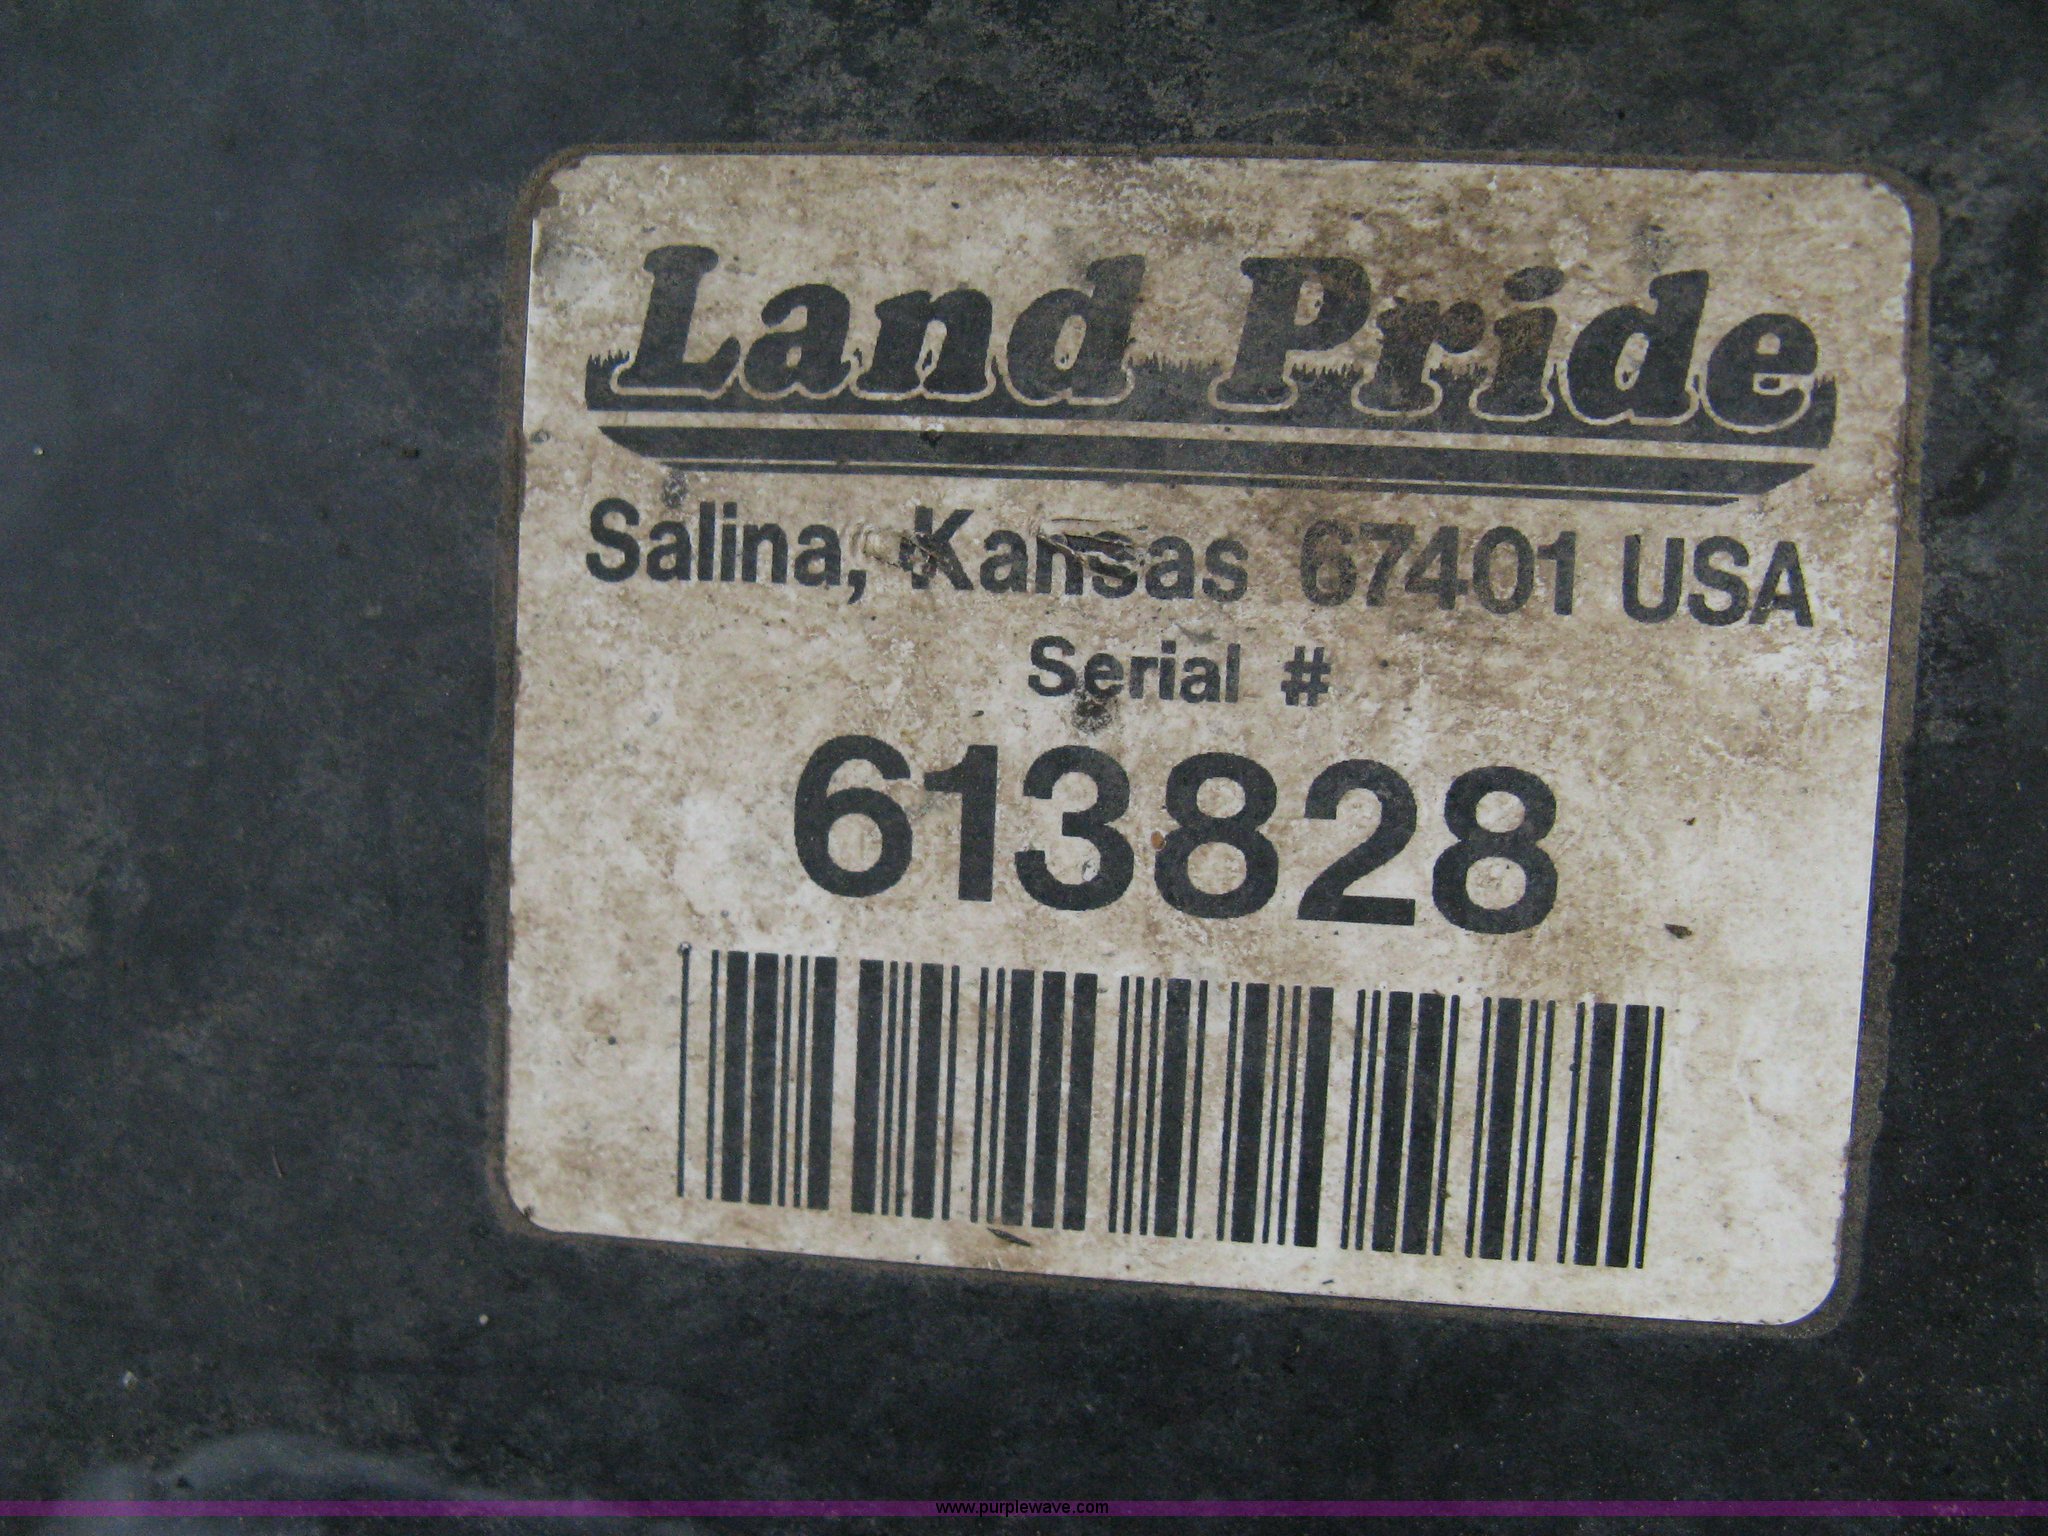 Land Pride
Salina, Kansas 67401 USA
Serial #
613828
www.purplewave.com